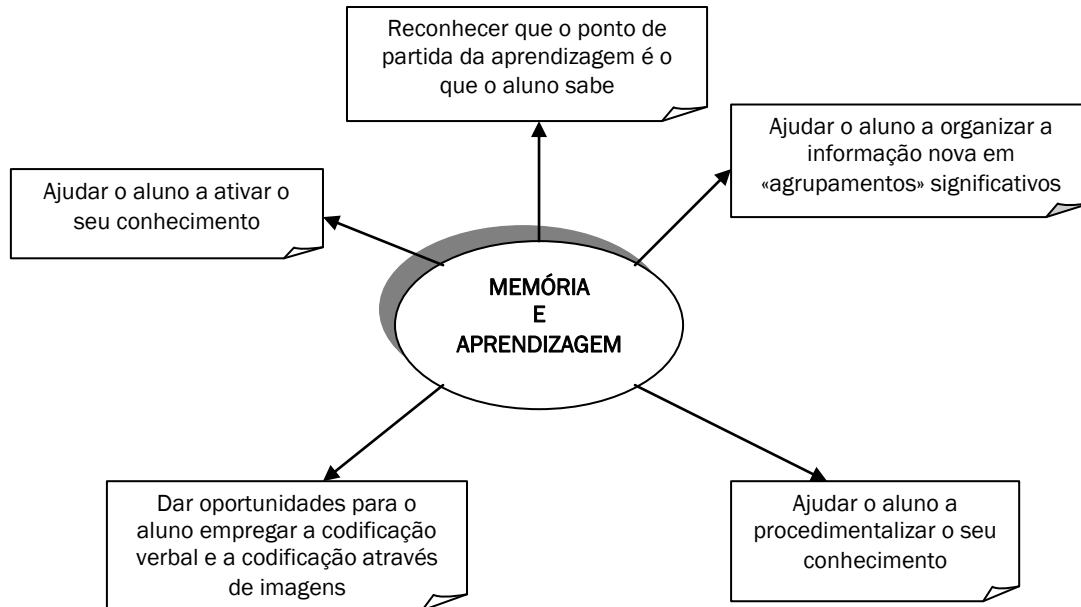 Reconhecer que o ponto de
partida da aprendizagem é o
que o aluno sabe
Ajudar o aluno a organizar a
informação nova em
«agrupamentos» significativos
Ajudar o aluno a ativar o
seu conhecimento
MEMÓRIA
E
APRENDIZAGEM
Dar oportunidades para o
aluno empregar a codificação
verbal e a codificação através
de imagens
Ajudar o aluno a
procedimentalizar o seu
conhecimento